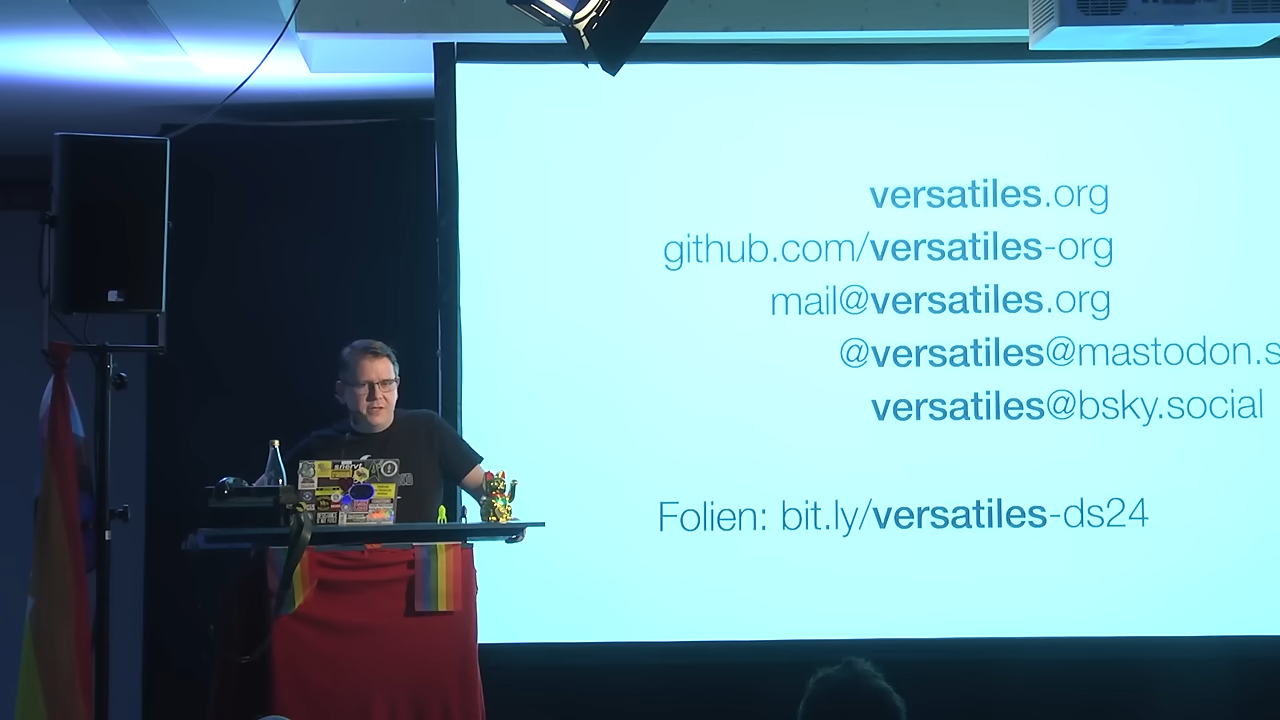 versatiles.org
github.com/versatiles-org
mail@versatiles.org
@versatiles@mastodon.s
versatiles@bsky.social
Folien: bit.ly/versatiles-ds24